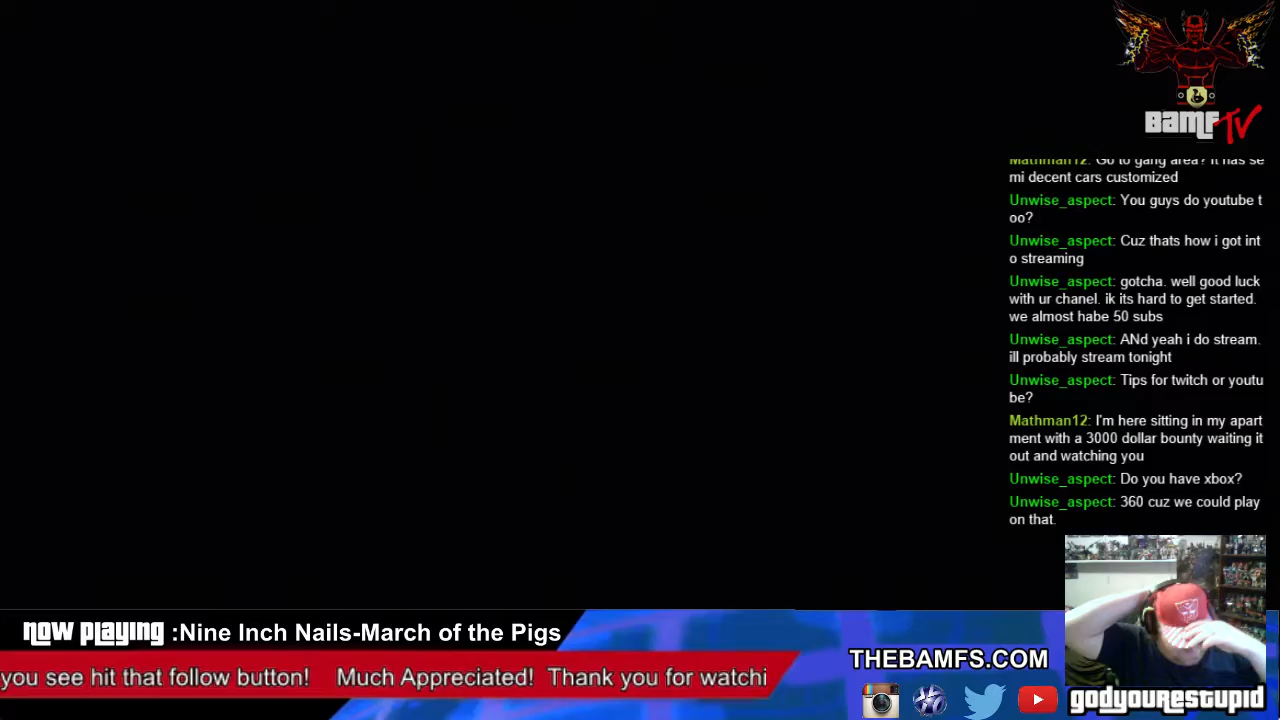 BAMF TV
Mathman12: Go to gang area? It has se
mi decent cars customized
Unwise_aspect: You guys do youtube t
oo?
Unwise_aspect: Cuz thats how i got int
o streaming
Unwise_aspect: gotcha. well good luck
with ur chanel. ik its hard to get started.
we almost habe 50 subs
Unwise_aspect: ANd yeah i do stream.
ill probably stream tonight
Unwise_aspect: Tips for twitch or youtu
be?
Mathman12: I'm here sitting in my apart
ment with a 3000 dollar bounty waiting it
out and watching you
Unwise_aspect: Do you have xbox?
Unwise_aspect: 360 cuz we could play
on that.
now playing :Nine Inch Nails-March of the Pigs
you see hit that follow button! Much Appreciated! Thank you for watchi
THEBAMFS.COM
godyourestupid